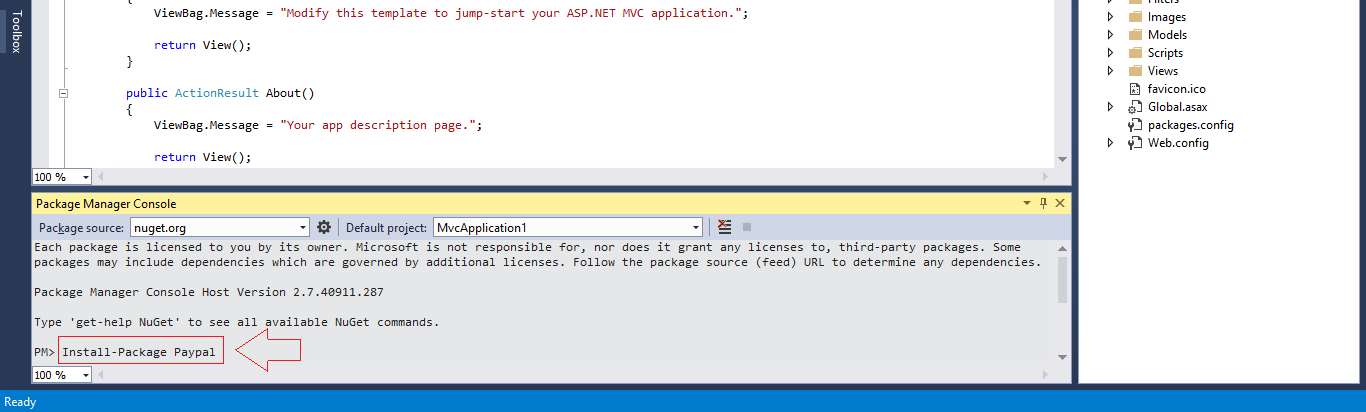 Toolbox
{
ViewBag.Message = "Modify this template to jump-start your ASP.NET MVC application.";
return View();
}
public ActionResult About()
{
ViewBag.Message = "Your app description page.";
return View();
100 %
Filters
Images
Models
Scripts
Views
favicon.ico
Global.asax
packages.config
Web.config
Package Manager Console
Package source: nuget.org Default project: MvcApplication1
Each package is licensed to you by its owner. Microsoft is not responsible for, nor does it grant any licenses to, third-party packages. Some
packages may include dependencies which are governed by additional licenses. Follow the package source (feed) URL to determine any dependencies.
Package Manager Console Host Version 2.7.40911.287
Type 'get-help NuGet' to see all available NuGet commands.
PM> Install-Package Paypal
100 %
Ready